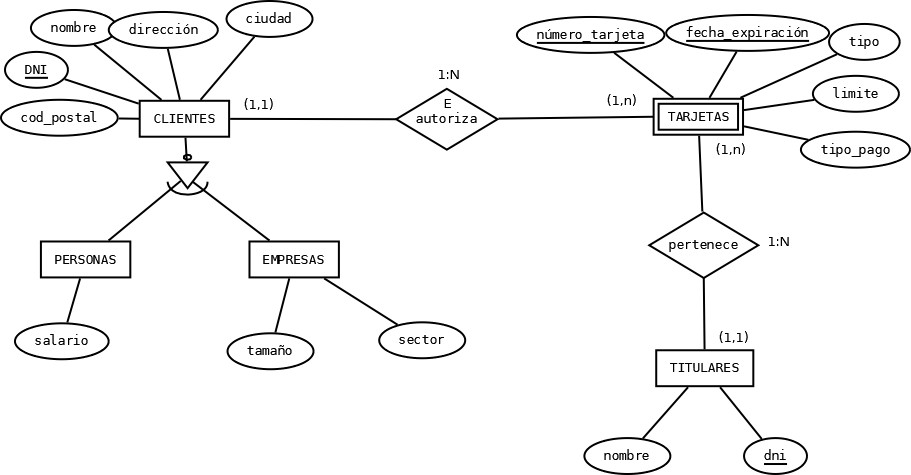 nombre
dirección
ciudad
DNI
cod_postal
CLIENTES
(1,1)
1:N
E
autoriza
(1,n)
número_tarjeta
fecha_expiración
tipo
limite
TARJETAS
tipo_pago
(1,n)
pertenece
1:N
(1,1)
TITULARES
nombre
dni
PERSONAS
EMPRESAS
salario
tamaño
sector